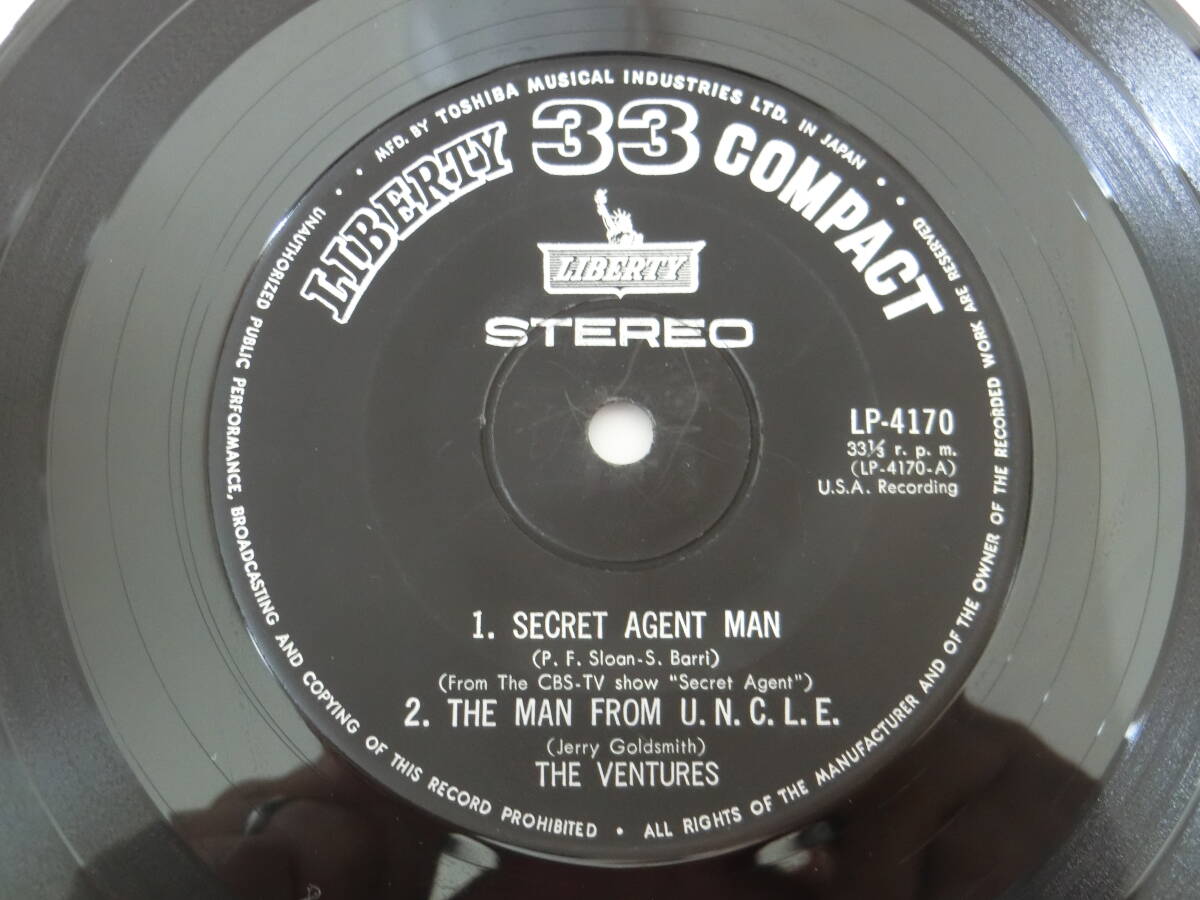 MFD. BY TOSHIBA MUSICAL INDUSTRIES LTD. IN JAPAN
LIBERTY 33 COMPACT
LIBERTY
STEREO
LP-4170
33⅓ r. p. m.
(LP-4170-A)
U.S.A. Recording
1. SECRET AGENT MAN
(P. F. Sloan-S. Barri)
(From The CBS-TV show "Secret Agent")
2. THE MAN FROM U. N. C. L. E.
(Jerry Goldsmith)
THE VENTURES
UNAUTHORIZED PUBLIC PERFORMANCE, BROADCASTING AND COPYING OF THIS RECORD PROHIBITED • ALL RIGHTS OF THE MANUFACTURER AND OF THE OWNER OF THE RECORDED WORK ARE RESERVED